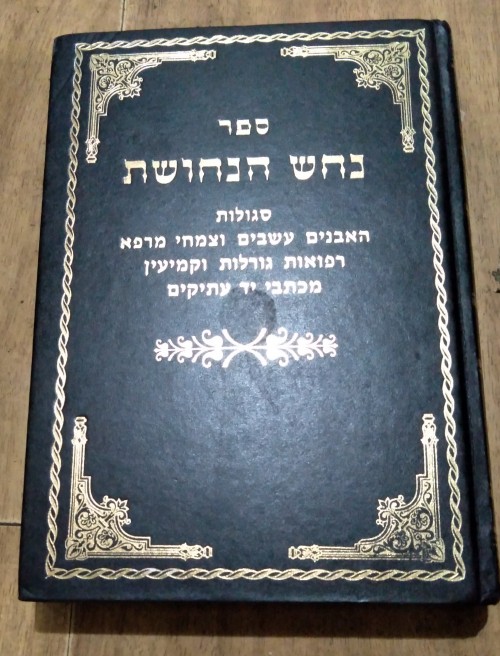 ספר
נחש הנחושת
סגולות
האבנים עשבים וצמחי מרפא
רפואות גורלות וקמיעין
מכתבי יד עתיקים